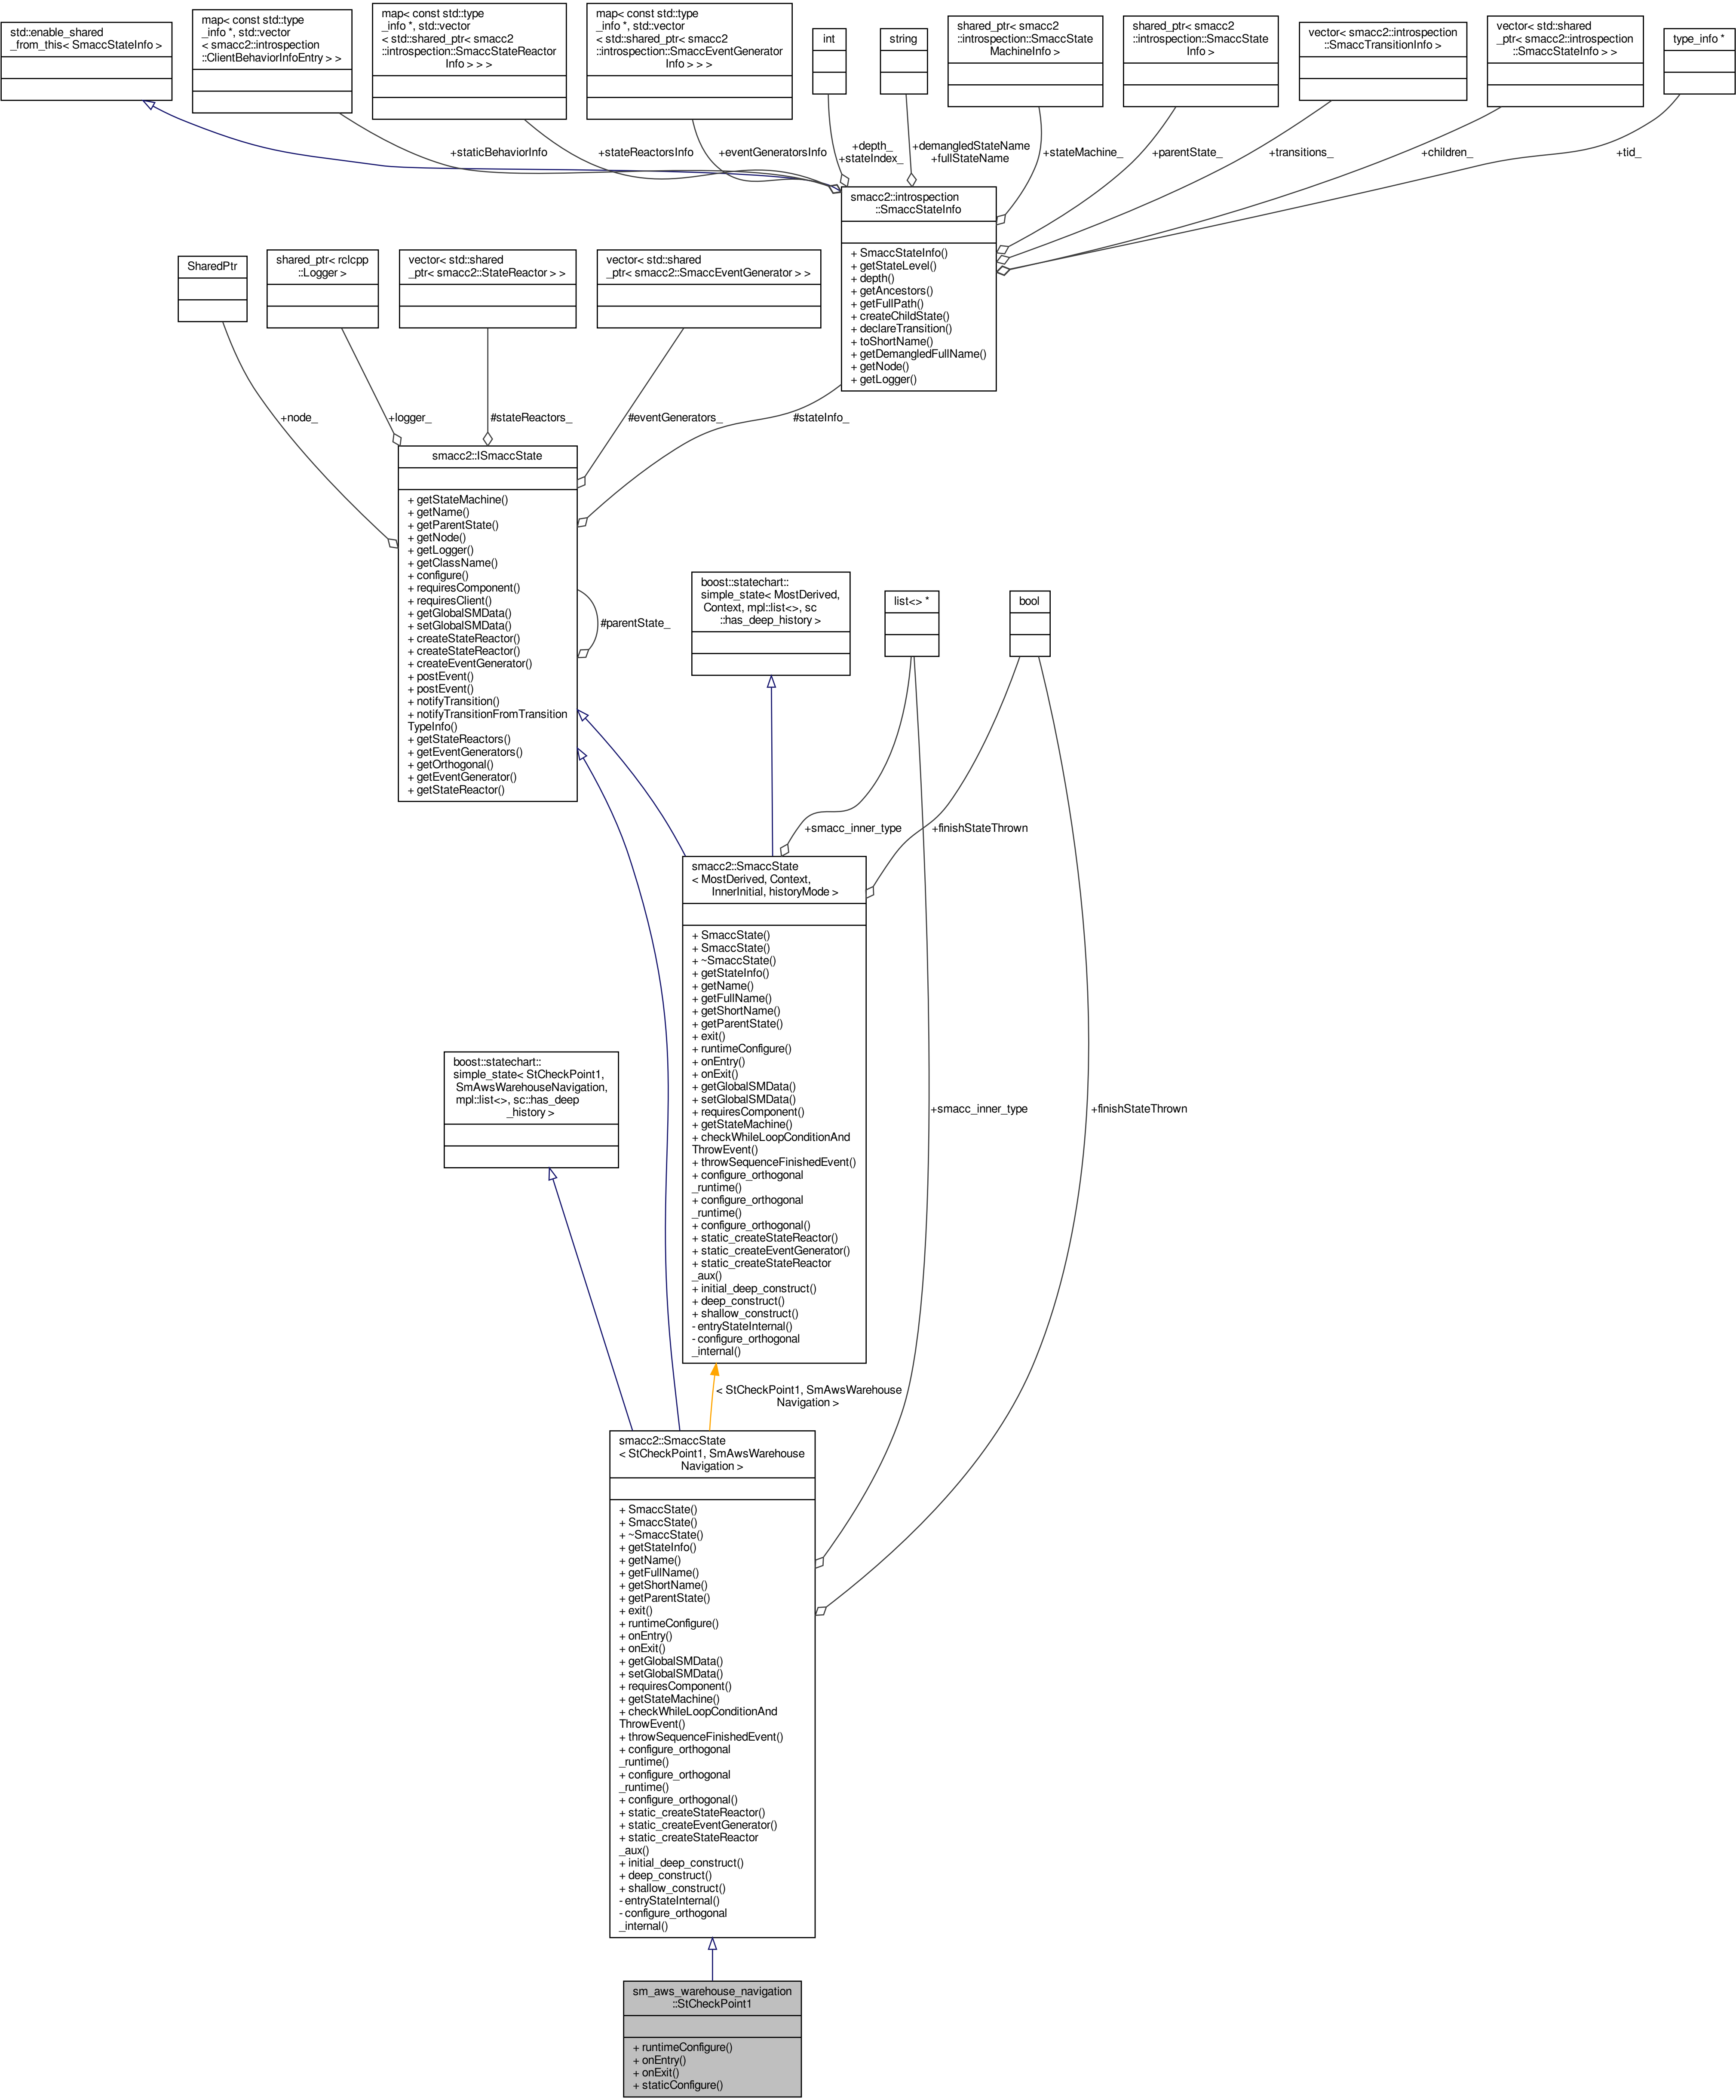 std::enable_shared
_from_this< SmaccStateInfo >
map< const std::type
_info *, std::vector
< smacc2::introspection
::ClientBehaviorInfoEntry > >
map< const std::type
_info *, std::vector
< std::shared_ptr< smacc2
::introspection::SmaccStateReactor
Info > > >
map< const std::type
_info *, std::vector
< std::shared_ptr< smacc2
::introspection::SmaccEventGenerator
Info > > >
int
string
shared_ptr< smacc2
::introspection::SmaccState
MachineInfo >
shared_ptr< smacc2
::introspection::SmaccState
Info >
vector< smacc2::introspection
::SmaccTransitionInfo >
vector< std::shared
_ptr< smacc2::introspection
::SmaccStateInfo > >
type_info *
+staticBehaviorInfo
+stateReactorsInfo
+eventGeneratorsInfo
+depth_
+stateIndex_
+demangledStateName
+fullStateName
+stateMachine_
+parentState_
+transitions_
+children_
+tid_
smacc2::introspection
::SmaccStateInfo
+ SmaccStateInfo()
+ getStateLevel()
+ depth()
+ getAncestors()
+ getFullPath()
+ createChildState()
+ declareTransition()
+ toShortName()
+ getDemangledFullName()
+ getNode()
+ getLogger()
SharedPtr
shared_ptr< rclcpp
::Logger >
vector< std::shared
_ptr< smacc2::StateReactor > >
vector< std::shared
_ptr< smacc2::SmaccEventGenerator > >
+node_
+logger_
#stateReactors_
#eventGenerators_
#stateInfo_
smacc2::ISmaccState
+ getStateMachine()
+ getName()
+ getParentState()
+ getNode()
+ getLogger()
+ getClassName()
+ configure()
+ requiresComponent()
+ requiresClient()
+ getGlobalSMData()
+ setGlobalSMData()
+ createStateReactor()
+ createStateReactor()
+ createEventGenerator()
+ postEvent()
+ postEvent()
+ notifyTransition()
+ notifyTransitionFromTransition
TypeInfo()
+ getStateReactors()
+ getEventGenerators()
+ getOrthogonal()
+ getEventGenerator()
+ getStateReactor()
#parentState_
boost::statechart::
simple_state< MostDerived,
Context, mpl::list<>, sc
::has_deep_history >
list<> *
bool
+smacc_inner_type
+finishStateThrown
smacc2::SmaccState
< MostDerived, Context,
InnerInitial, historyMode >
+ SmaccState()
+ SmaccState()
+ ~SmaccState()
+ getStateInfo()
+ getName()
+ getFullName()
+ getShortName()
+ getParentState()
+ exit()
+ runtimeConfigure()
+ onEntry()
+ onExit()
+ getGlobalSMData()
+ setGlobalSMData()
+ requiresComponent()
+ getStateMachine()
+ checkWhileLoopConditionAnd
ThrowEvent()
+ throwSequenceFinishedEvent()
+ configure_orthogonal
_runtime()
+ configure_orthogonal
_runtime()
+ configure_orthogonal()
+ static_createStateReactor()
+ static_createEventGenerator()
+ static_createStateReactor
_aux()
+ initial_deep_construct()
+ deep_construct()
+ shallow_construct()
- entryStateInternal()
- configure_orthogonal
_internal()
boost::statechart::
simple_state< StCheckPoint1,
SmAwsWarehouseNavigation,
mpl::list<>, sc::has_deep
_history >
+smacc_inner_type
+finishStateThrown
< StCheckPoint1, SmAwsWarehouse
Navigation >
smacc2::SmaccState
< StCheckPoint1, SmAwsWarehouse
Navigation >
+ SmaccState()
+ SmaccState()
+ ~SmaccState()
+ getStateInfo()
+ getName()
+ getFullName()
+ getShortName()
+ getParentState()
+ exit()
+ runtimeConfigure()
+ onEntry()
+ onExit()
+ getGlobalSMData()
+ setGlobalSMData()
+ requiresComponent()
+ getStateMachine()
+ checkWhileLoopConditionAnd
ThrowEvent()
+ throwSequenceFinishedEvent()
+ configure_orthogonal
_runtime()
+ configure_orthogonal
_runtime()
+ configure_orthogonal()
+ static_createStateReactor()
+ static_createEventGenerator()
+ static_createStateReactor
_aux()
+ initial_deep_construct()
+ deep_construct()
+ shallow_construct()
- entryStateInternal()
- configure_orthogonal
_internal()
sm_aws_warehouse_navigation
::StCheckPoint1
+ runtimeConfigure()
+ onEntry()
+ onExit()
+ staticConfigure()